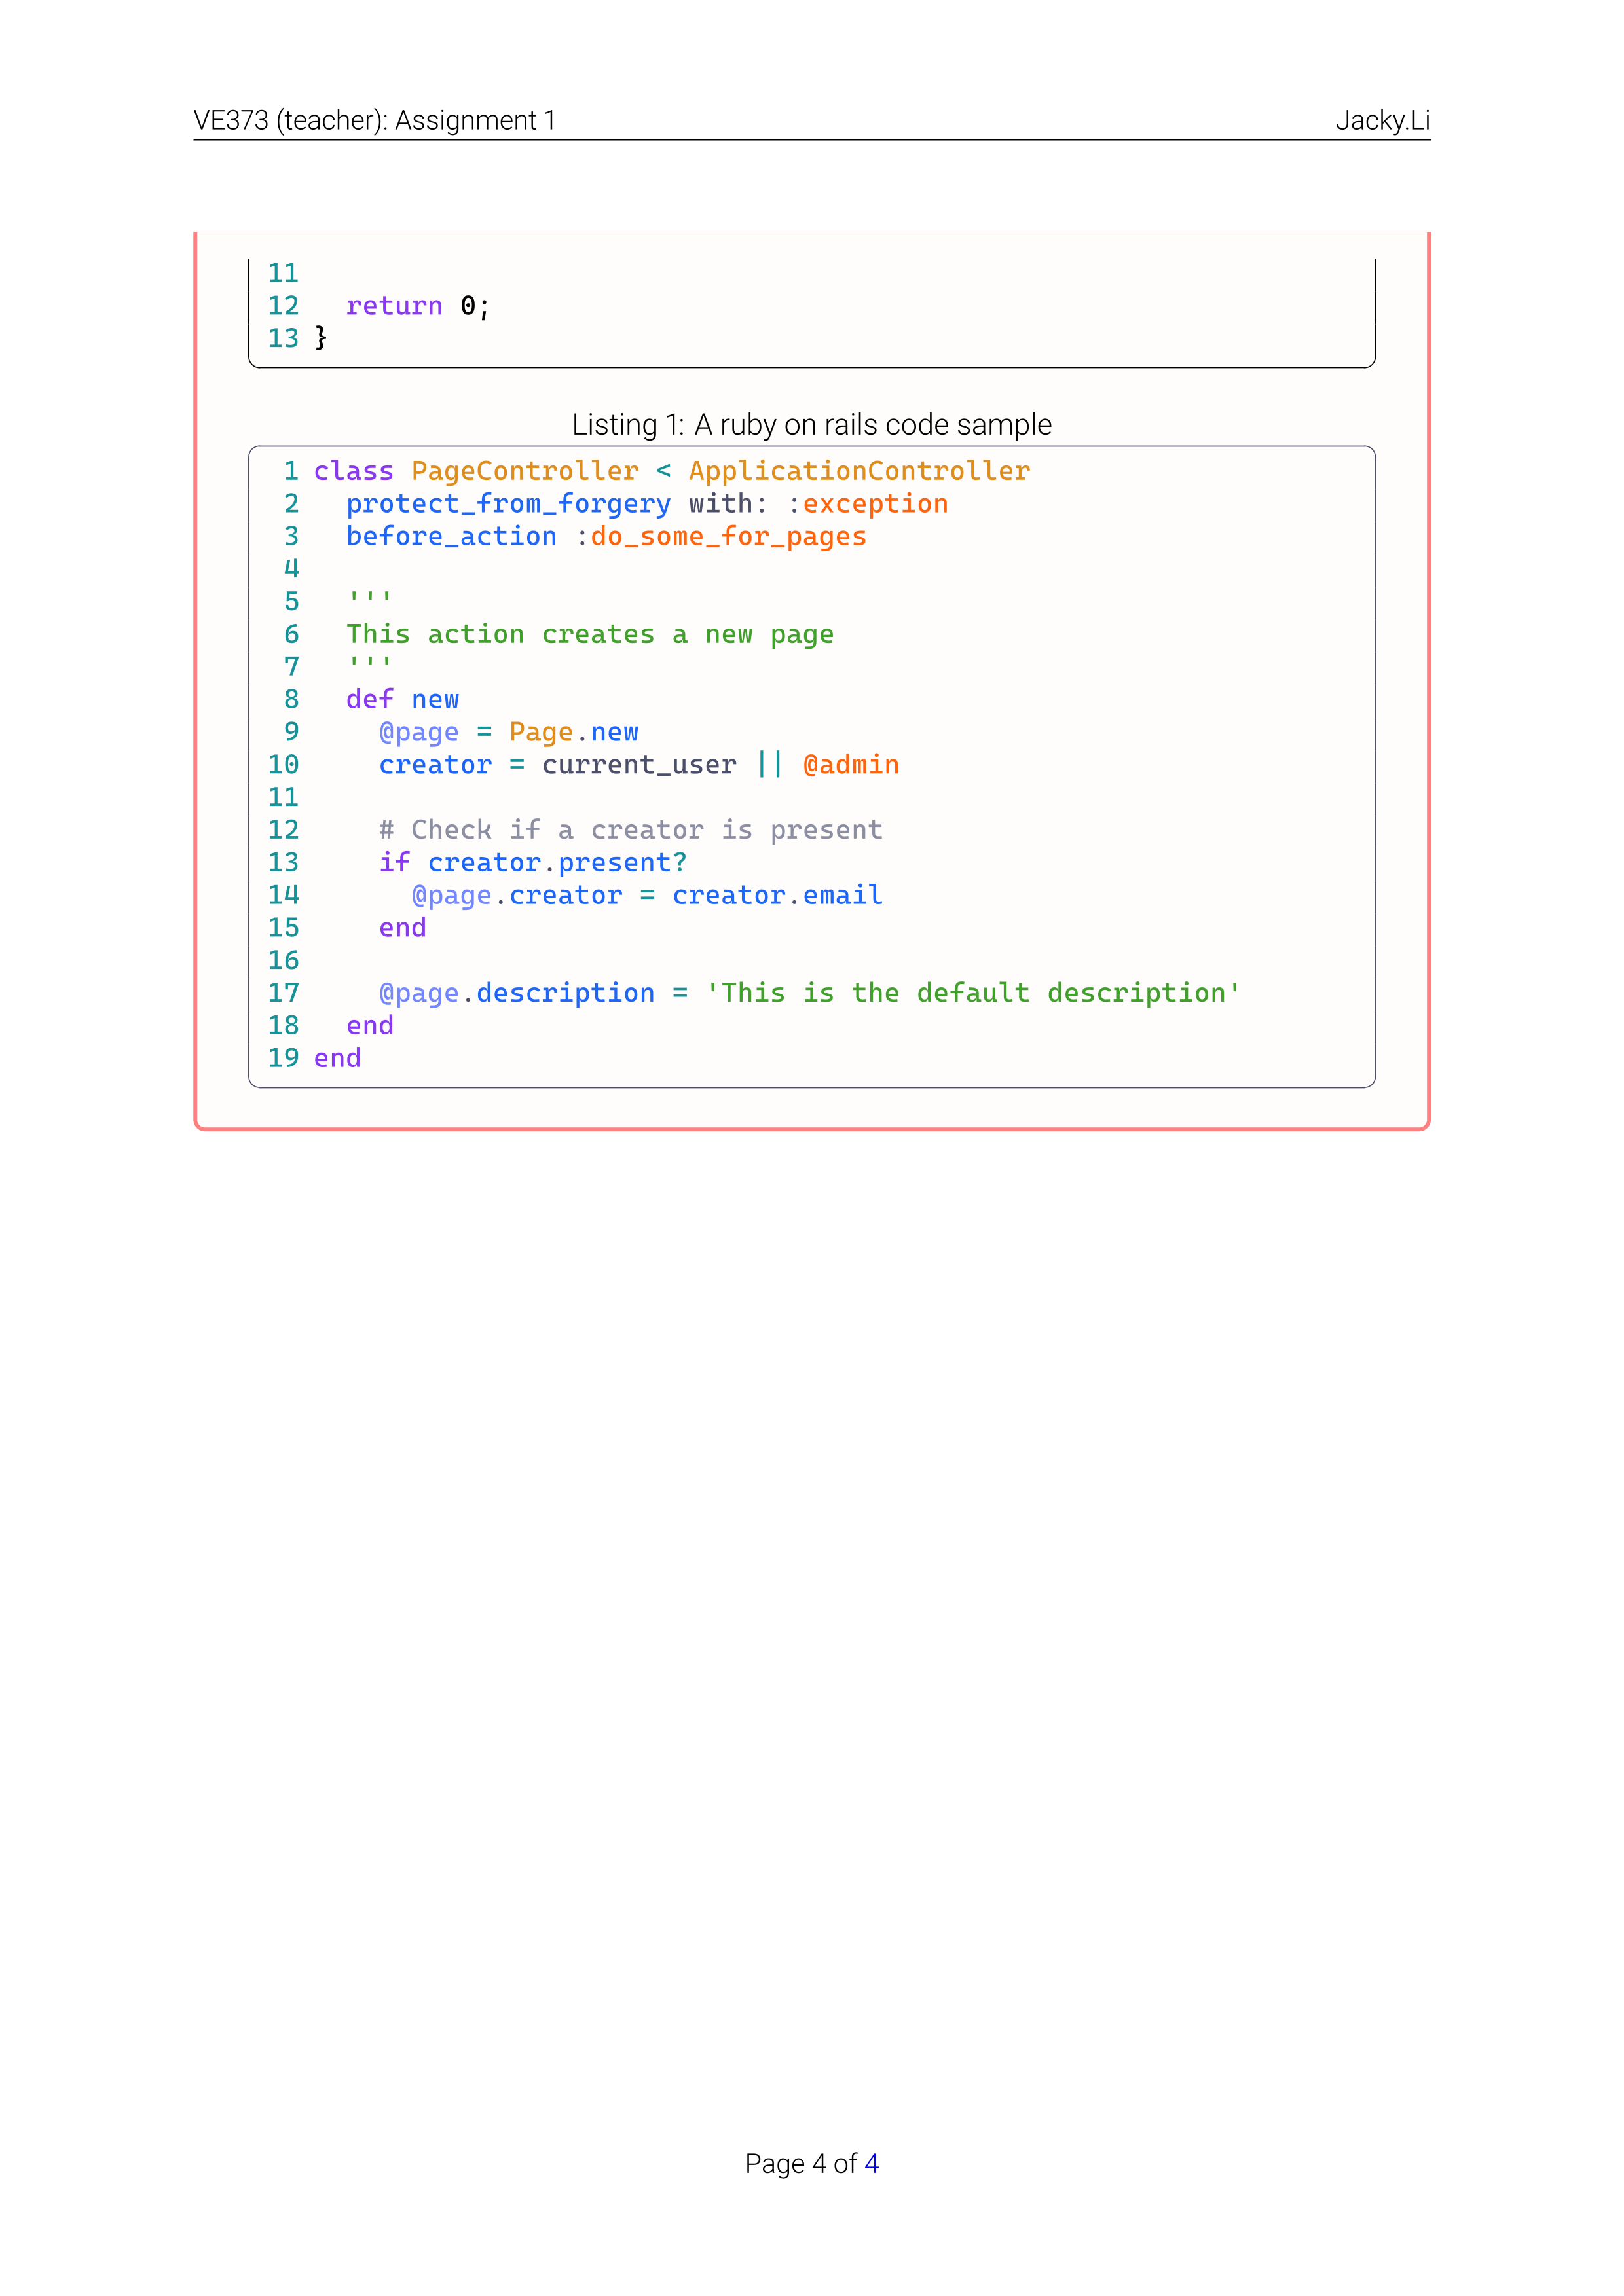 VE373 (teacher): Assignment 1 Jacky.Li
11
12   return 0;
13 }
Listing 1: A ruby on rails code sample
1 class PageController < ApplicationController
2   protect_from_forgery with: :exception
3   before_action :do_some_for_pages
4
5   '''
6   This action creates a new page
7   '''
8   def new
9     @page = Page.new
10     creator = current_user || @admin
11
12     # Check if a creator is present
13     if creator.present?
14       @page.creator = creator.email
15     end
16
17     @page.description = 'This is the default description'
18   end
19 end
Page 4 of 4